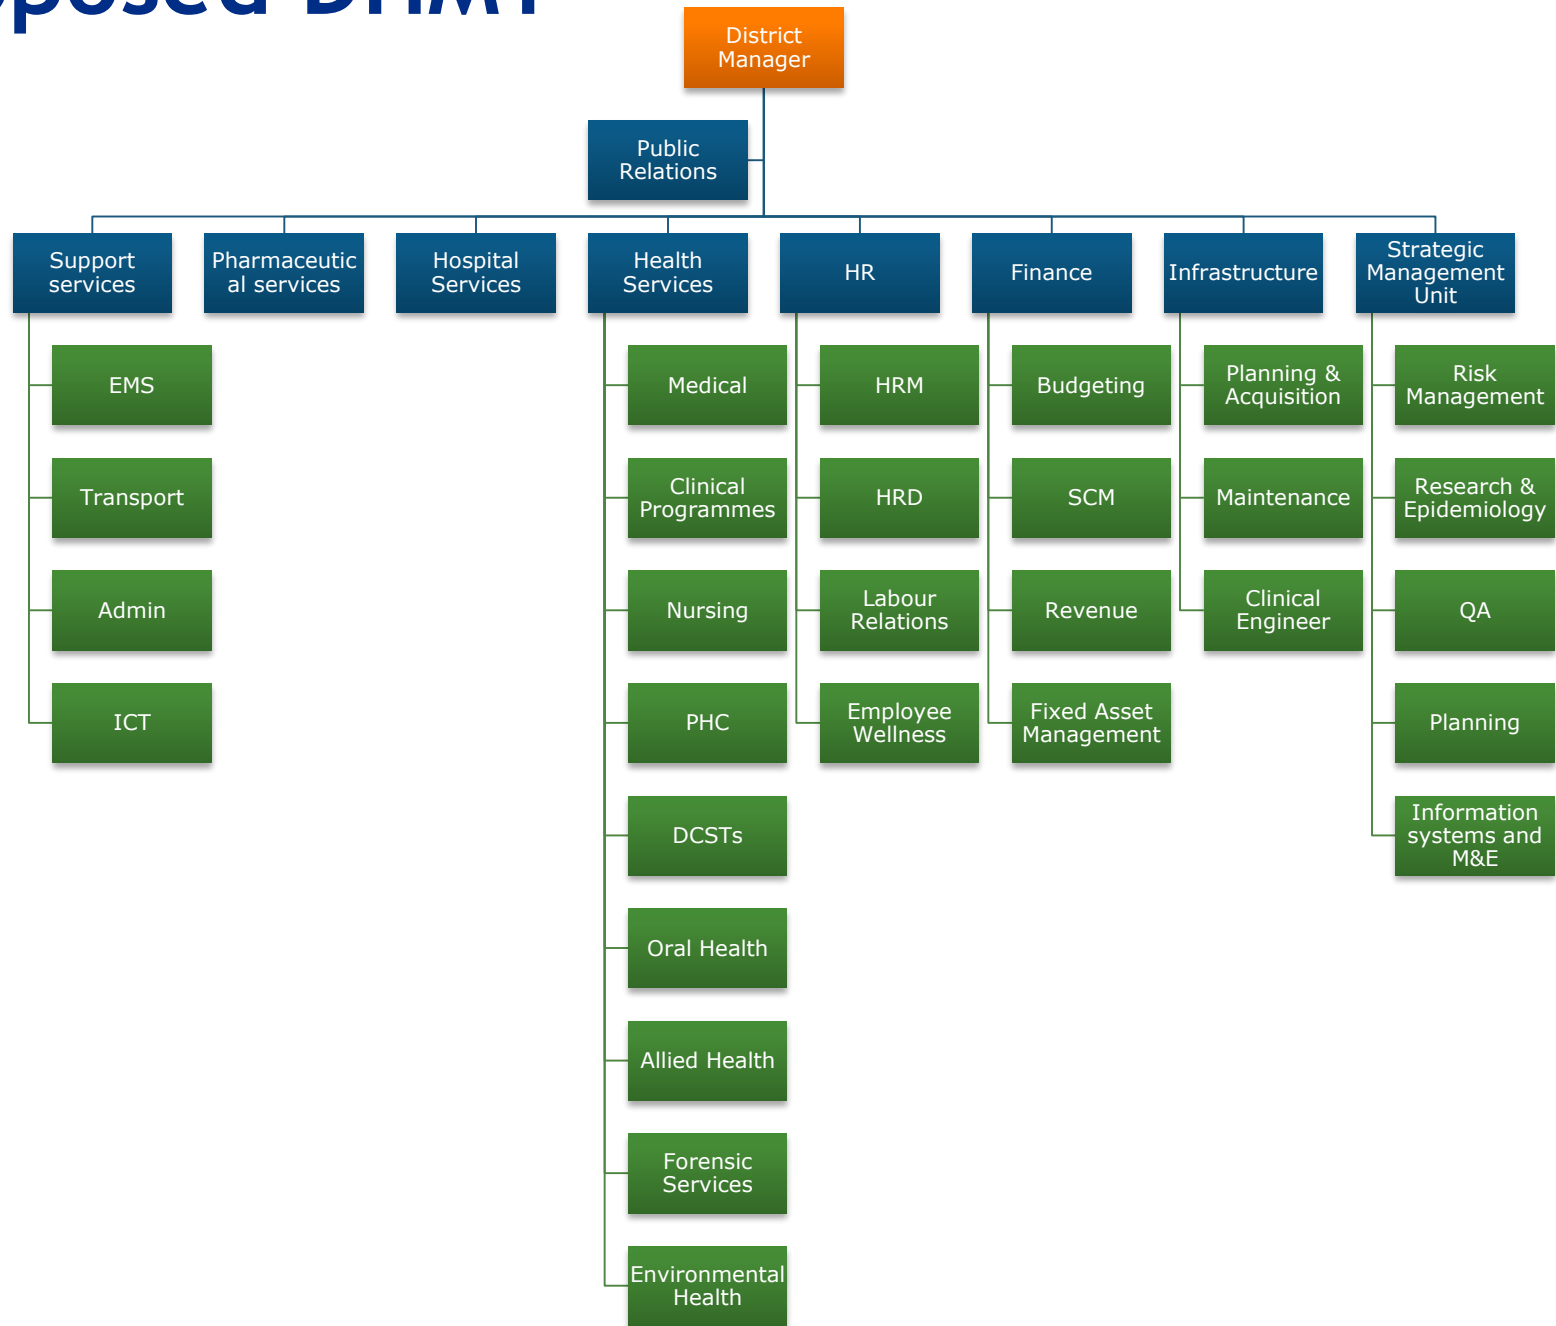 posed DHMT
District
Manager
Public
Relations
Support
services
Pharmaceutic
al services
Hospital
Services
Health
Services
HR
Finance
Infrastructure
Strategic
Management
Unit
EMS
Transport
Admin
ICT
Medical
Clinical
Programmes
Nursing
PHC
DCSTs
Oral Health
Allied Health
Forensic
Services
Environmental
Health
HRM
HRD
Labour
Relations
Employee
Wellness
Budgeting
SCM
Revenue
Fixed Asset
Management
Planning &
Acquisition
Maintenance
Clinical
Engineer
Risk
Management
Research &
Epidemiology
QA
Planning
Information
systems and
M&E